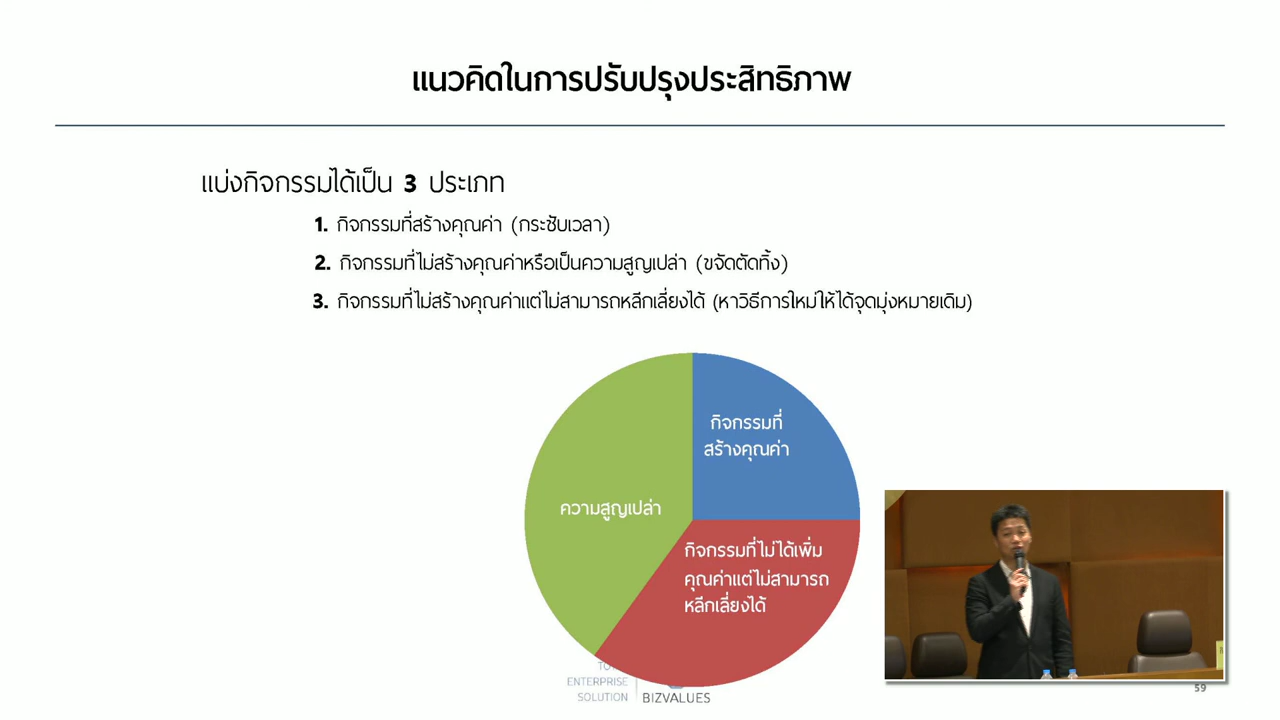 แนวคิดในการปรับปรุงประสิทธิภาพ
แบ่งกิจกรรมได้เป็น 3 ประเภท
1. กิจกรรมที่สร้างคุณค่า (กระชับเวลา)
2. กิจกรรมที่ไม่สร้างคุณค่าหรือเป็นความสูญเปล่า (ขจัดตัดทิ้ง)
3. กิจกรรมที่ไม่สร้างคุณค่าแต่ไม่สามารถหลีกเลี่ยงได้ (หาวิธีการใหม่ให้ได้จุดมุ่งหมายเดิม)
กิจกรรมที่
สร้างคุณค่า
ความสูญเปล่า
กิจกรรมที่ไม่ได้เพิ่ม
คุณค่าแต่ไม่สามารถ
หลีกเลี่ยงได้
ENTERPRISE
SOLUTION
BIZVALUES
59